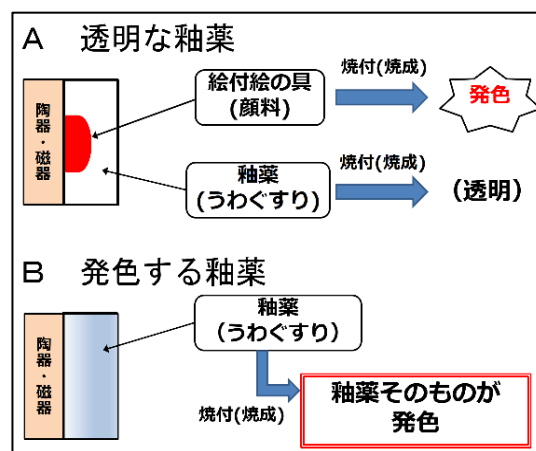 A 透明な釉薬
陶器・磁器
絵付絵の具
(顔料)
焼付(焼成)
発色
釉薬
(うわぐすり)
焼付(焼成)
(透明)
B 発色する釉薬
陶器・磁器
釉薬
(うわぐすり)
焼付(焼成)
釉薬そのものが
発色